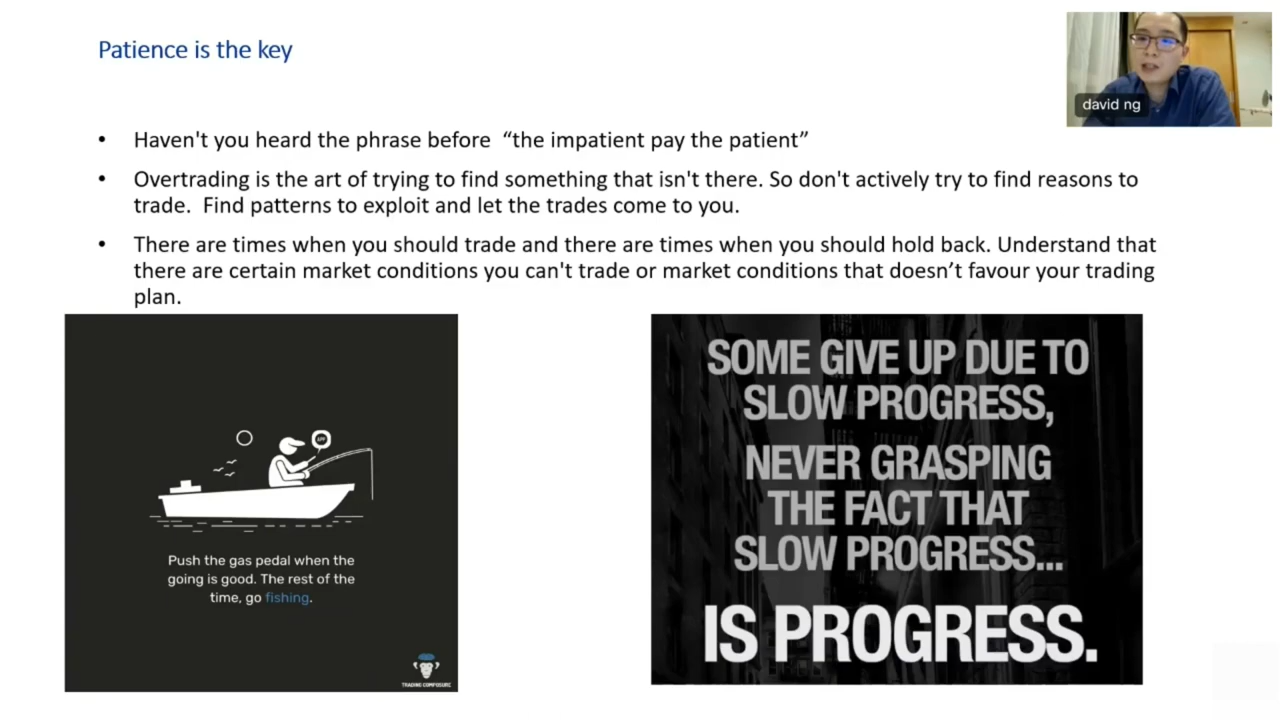 Patience is the key
david ng
• Haven't you heard the phrase before “the impatient pay the patient”
• Overtrading is the art of trying to find something that isn't there. So don't actively try to find reasons to
trade. Find patterns to exploit and let the trades come to you.
• There are times when you should trade and there are times when you should hold back. Understand that
there are certain market conditions you can't trade or market conditions that doesn’t favour your trading
plan.
Push the gas pedal when the
going is good. The rest of the
time, go fishing.
TRADING COMPOSURE
SOME GIVE UP DUE TO
SLOW PROGRESS,
NEVER GRASPING
THE FACT THAT
SLOW PROGRESS...
IS PROGRESS.